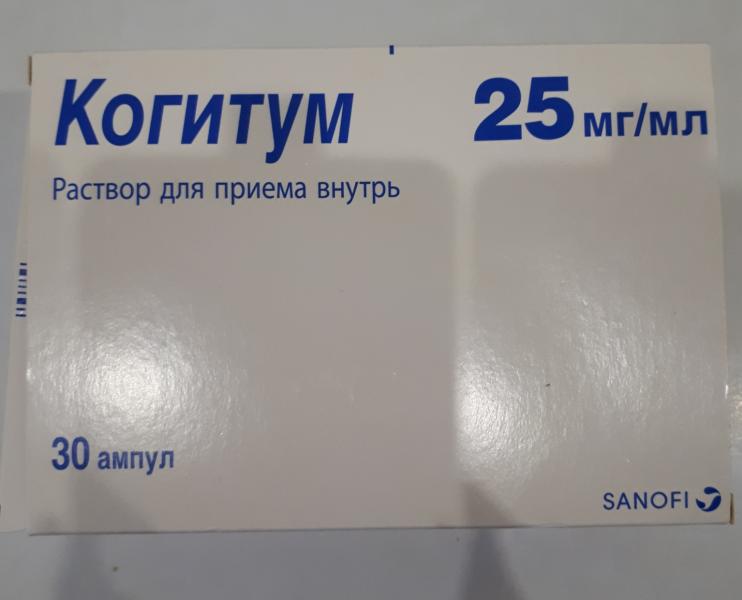 Когитум 25 мг/мл
Раствор для приема внутрь
30 ампул
SANOFI